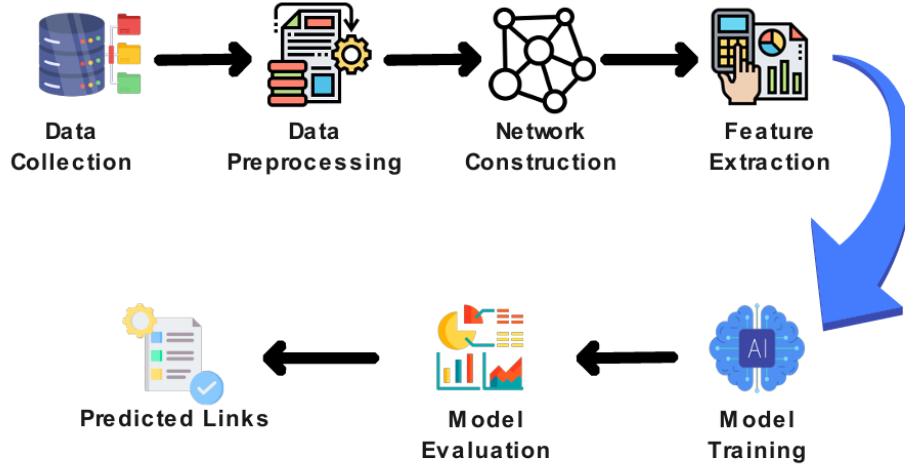 Data
Collection
Data
Preprocessing
Network
Construction
Feature
Extraction
AI
Model
Training
Model
Evaluation
Predicted Links